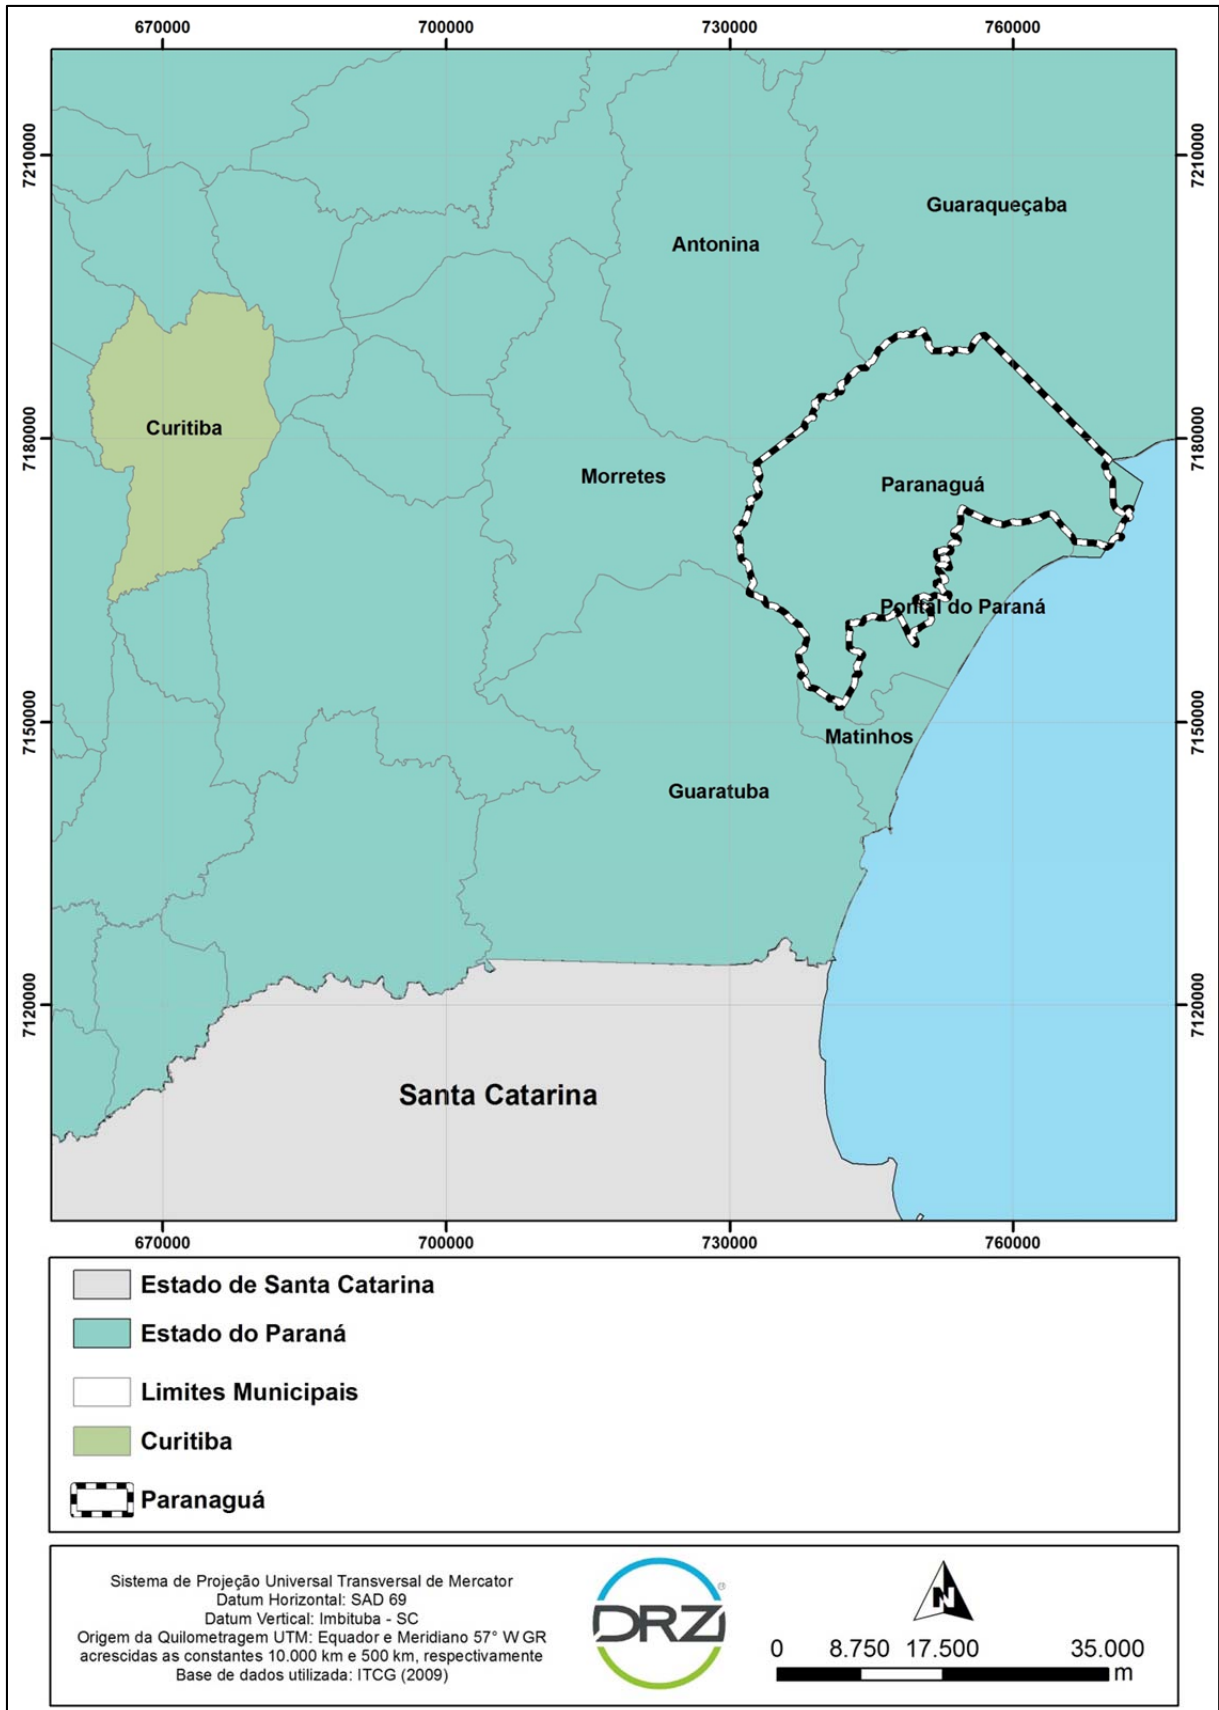 670000 700000 730000 760000
7210000 7210000
Guaraqueçaba
Antonina
Curitiba
7180000 7180000
Morretes
Paranaguá
Pontal do Paraná
7150000 7150000
Matinhos
Guaratuba
7120000 7120000
Santa Catarina
670000 700000 730000 760000
Estado de Santa Catarina
Estado do Paraná
Limites Municipais
Curitiba
Paranaguá
Sistema de Projeção Universal Transversal de Mercator
Datum Horizontal: SAD 69
Datum Vertical: Imbituba - SC
Origem da Quilometragem UTM: Equador e Meridiano 57° W GR
acrescidas as constantes 10.000 km e 500 km, respectivamente
Base de dados utilizada: ITCG (2009)
DRZ®
N
0 8.750 17.500 35.000
m